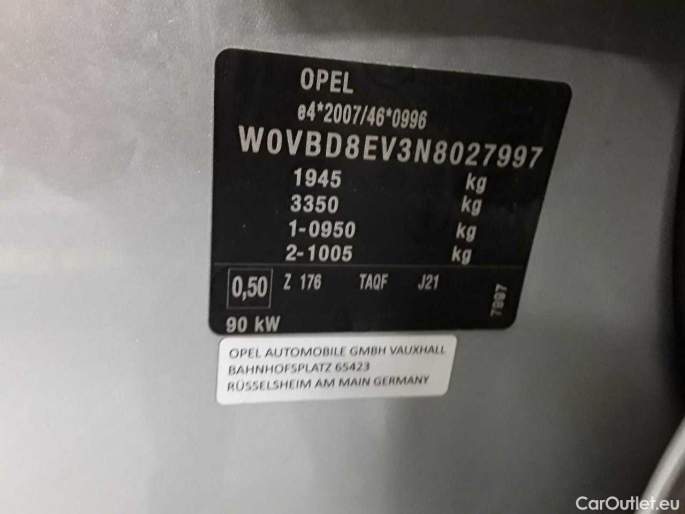 OPEL
e4*2007/46*0996
W0VBD8EV3N8027997
1945 kg
3350 kg
1-0950 kg
2-1005 kg
0,50 Z 176 TAQF J21
7997
90 kW
OPEL AUTOMOBILE GMBH VAUXHALL
BAHNHOFSPLATZ 65423
RÜSSELSHEIM AM MAIN GERMANY
CarOutlet.eu